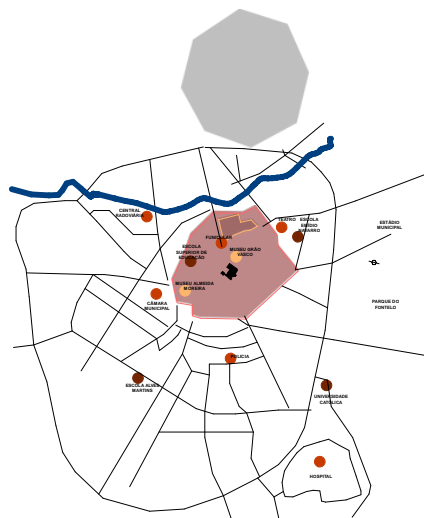 CENTRAL
RADOVIÁRIA
TEATRO
ESCOLA
EMÍDIO
NAVARRO
ESTÁDIO
MUNICIPAL
FUNICULAR
ESCOLA
SUPERIOR DE
EDUCAÇÃO
MUSEU GRÃO
VASCO
MUSEU ALMEIDA
MOREIRA
CÂMARA
MUNICIPAL
PARQUE DO
FONTELO
POLÍCIA
ESCOLA ALVES
MARTINS
UNIVERSIDADE
CATÓLICA
HOSPITAL